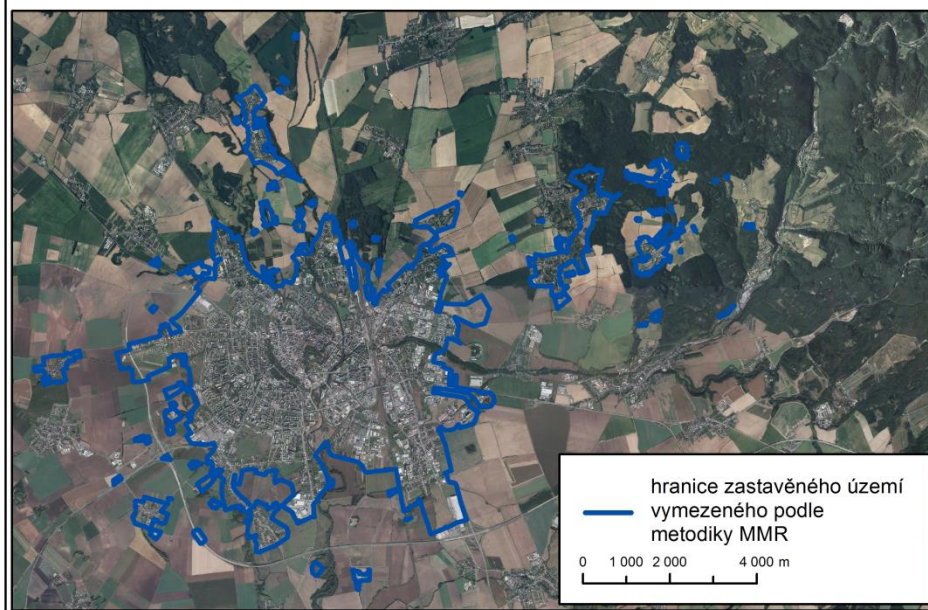 hranice zastavěného území
vymezeného podle
metodiky MMR
0 1 000 2 000 4 000 m